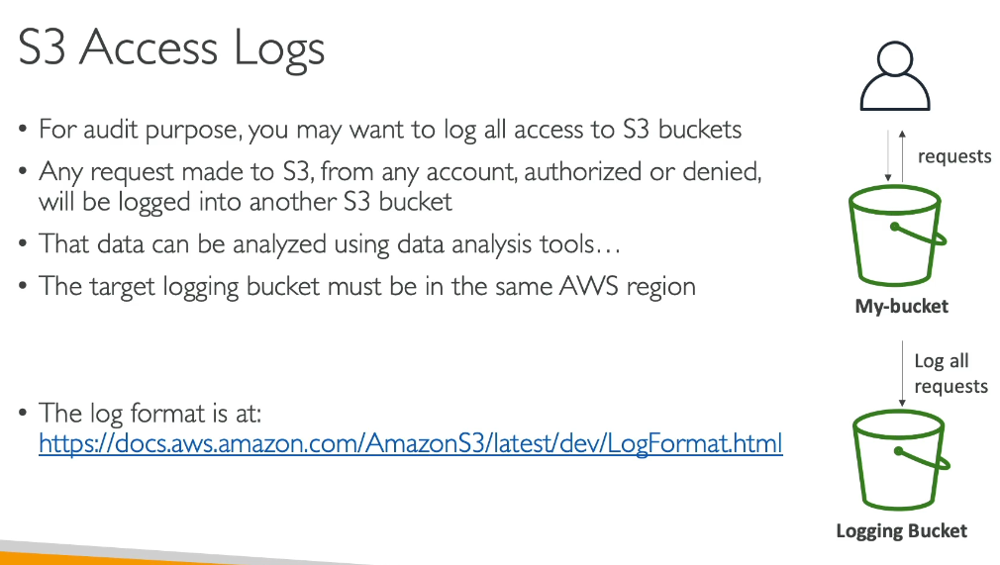 S3 Access Logs
• For audit purpose, you may want to log all access to S3 buckets
• Any request made to S3, from any account, authorized or denied,
will be logged into another S3 bucket
• That data can be analyzed using data analysis tools…
• The target logging bucket must be in the same AWS region
• The log format is at:
https://docs.aws.amazon.com/AmazonS3/latest/dev/LogFormat.html
requests
My-bucket
Log all
requests
Logging Bucket